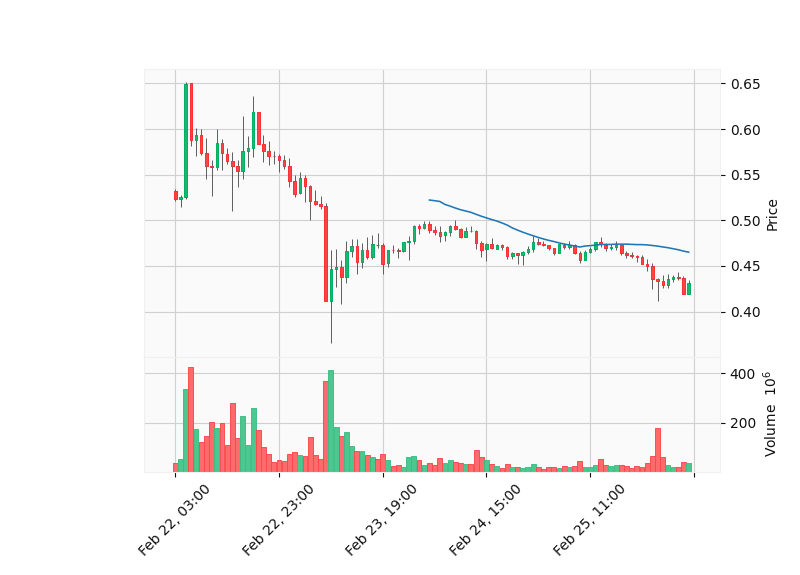 0.65
0.60
0.55
0.50
0.45
0.40
Price
400
200
Volume 10^6
Feb 22, 03:00
Feb 22, 23:00
Feb 23, 19:00
Feb 24, 15:00
Feb 25, 11:00